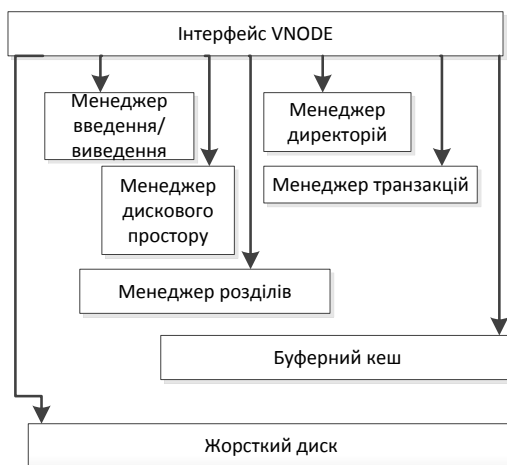 Інтерфейс VNODE
Менеджер
введення/
виведення
Менеджер
директорій
Менеджер
дискового
простору
Менеджер транзакцій
Менеджер розділів
Буферний кеш
Жорсткий диск